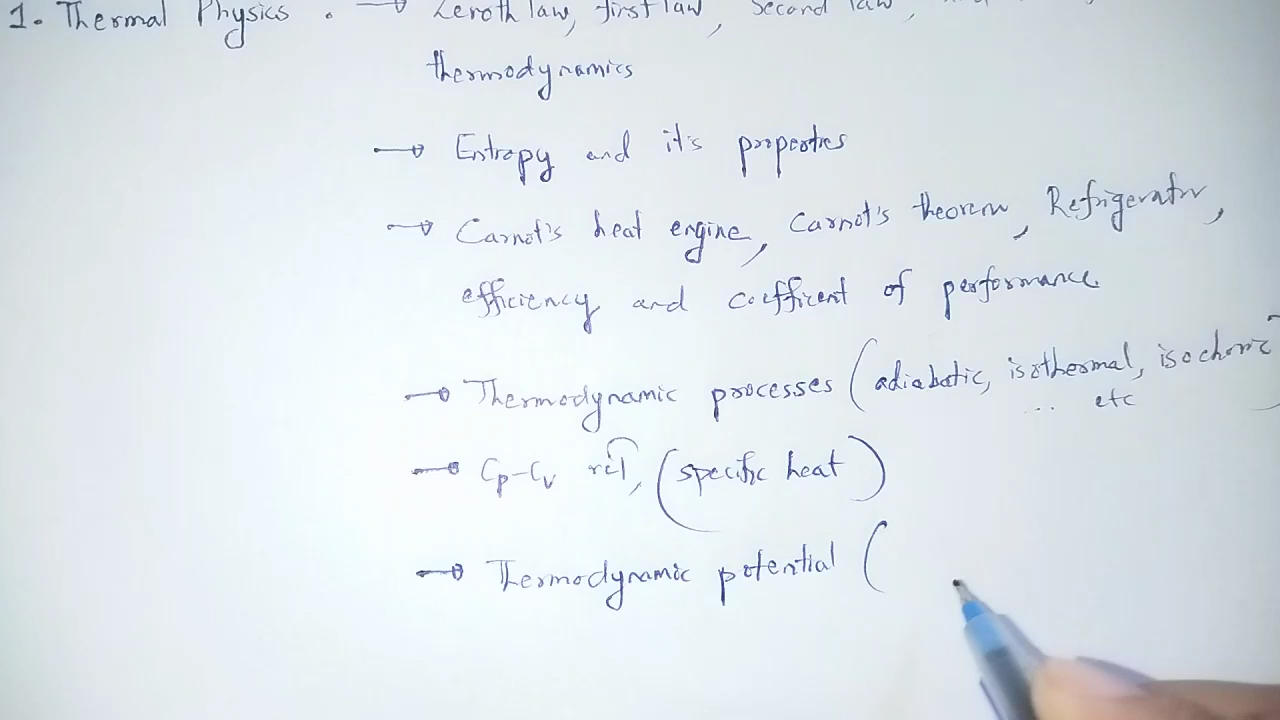 1. Thermal Physics . → Zeroth law, first law, Second law,
thermodynamics
→ Entropy and it's properties
→ Carnot's heat engine, Carnot's theorem, Refrigerator,
efficiency and coefficent of performance
→ Thermodynamic processes (adiabatic, isothermal, isochoric
... etc)
→ Cp-Cv rel, (specific heat)
→ Thermodynamic potential (